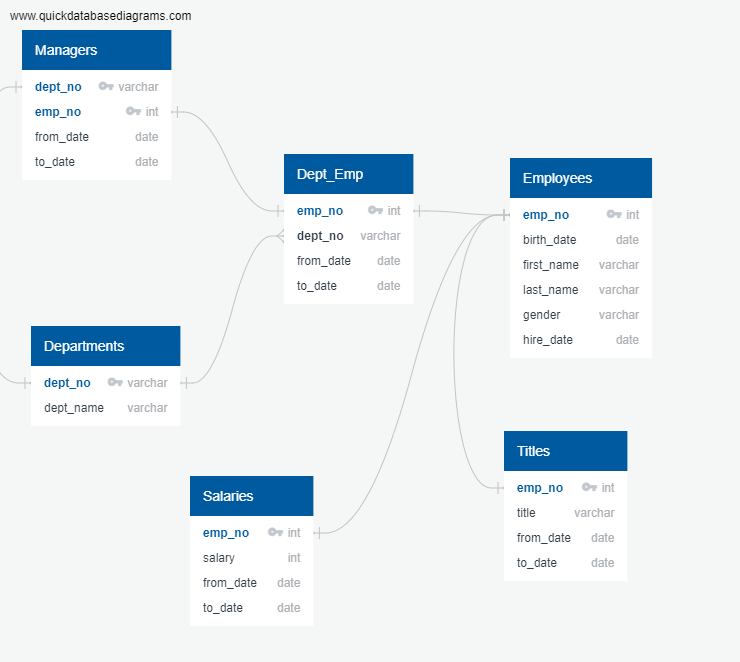 www.quickdatabasediagrams.com
Managers
dept_no varchar
emp_no int
from_date date
to_date date
Dept_Emp
emp_no int
dept_no varchar
from_date date
to_date date
Employees
emp_no int
birth_date date
first_name varchar
last_name varchar
gender varchar
hire_date date
Departments
dept_no varchar
dept_name varchar
Salaries
emp_no int
salary int
from_date date
to_date date
Titles
emp_no int
title varchar
from_date date
to_date date